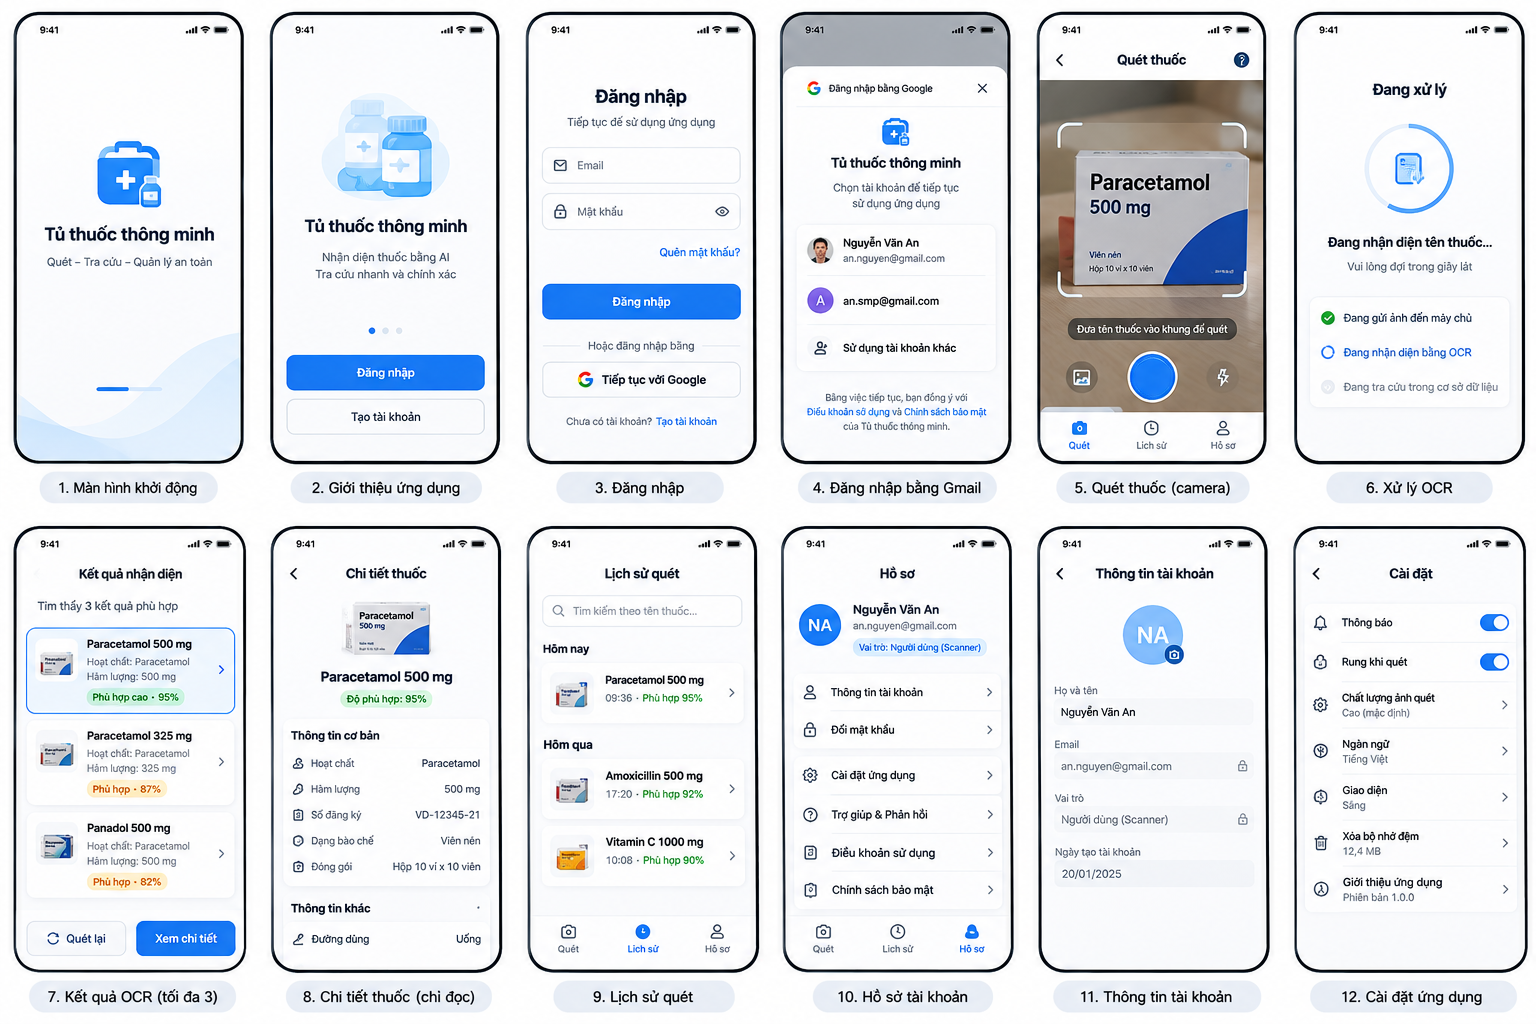 9:41
Tủ thuốc thông minh
Quét – Tra cứu – Quản lý an toàn
1. Màn hình khởi động
9:41
Tủ thuốc thông minh
Nhận diện thuốc bằng AI
Tra cứu nhanh và chính xác
Đăng nhập
Tạo tài khoản
2. Giới thiệu ứng dụng
9:41
Đăng nhập
Tiếp tục để sử dụng ứng dụng
Email
Mật khẩu
Quên mật khẩu?
Đăng nhập
Hoặc đăng nhập bằng
Tiếp tục với Google
Chưa có tài khoản? Tạo tài khoản
3. Đăng nhập
9:41
Đăng nhập bằng Google
Tủ thuốc thông minh
Chọn tài khoản để tiếp tục
sử dụng ứng dụng
Nguyễn Văn An
an.nguyen@gmail.com
A
an.smp@gmail.com
Sử dụng tài khoản khác
Bằng việc tiếp tục, bạn đồng ý với
Điều khoản sử dụng và Chính sách bảo mật
của Tủ thuốc thông minh.
4. Đăng nhập bằng Gmail
9:41
Quét thuốc
?
Paracetamol
500 mg
Viên nén
Hộp 10 vỉ x 10 viên
Đưa tên thuốc vào khung để quét
Quét
Lịch sử
Hồ sơ
5. Quét thuốc (camera)
9:41
Đang xử lý
Đang nhận diện tên thuốc...
Vui lòng đợi trong giây lát
Đang gửi ảnh đến máy chủ
Đang nhận diện bằng OCR
Đang tra cứu trong cơ sở dữ liệu
6. Xử lý OCR
9:41
Kết quả nhận diện
Tìm thấy 3 kết quả phù hợp
Paracetamol 500 mg
Hoạt chất: Paracetamol
Hàm lượng: 500 mg
Phù hợp cao • 95%
Paracetamol 325 mg
Hoạt chất: Paracetamol
Hàm lượng: 325 mg
Phù hợp • 87%
Panadol 500 mg
Hoạt chất: Paracetamol
Hàm lượng: 500 mg
Phù hợp • 82%
Quét lại
Xem chi tiết
7. Kết quả OCR (tối đa 3)
9:41
Chi tiết thuốc
Paracetamol
500 mg
Paracetamol 500 mg
Độ phù hợp: 95%
Thông tin cơ bản
Hoạt chất Paracetamol
Hàm lượng 500 mg
Số đăng ký VD-12345-21
Dạng bào chế Viên nén
Đóng gói Hộp 10 vỉ x 10 viên
Thông tin khác
Đường dùng Uống
8. Chi tiết thuốc (chỉ đọc)
9:41
Lịch sử quét
Tìm kiếm theo tên thuốc...
Hôm nay
Paracetamol 500 mg
09:36 • Phù hợp 95%
Hôm qua
Amoxicillin 500 mg
17:20 • Phù hợp 92%
Vitamin C 1000 mg
10:08 • Phù hợp 90%
Quét
Lịch sử
Hồ sơ
9. Lịch sử quét
9:41
Hồ sơ
NA
Nguyễn Văn An
an.nguyen@gmail.com
Vai trò: Người dùng (Scanner)
Thông tin tài khoản
Đổi mật khẩu
Cài đặt ứng dụng
Trợ giúp & Phản hồi
Điều khoản sử dụng
Chính sách bảo mật
Quét
Lịch sử
Hồ sơ
10. Hồ sơ tài khoản
9:41
Thông tin tài khoản
NA
Họ và tên
Nguyễn Văn An
Email
an.nguyen@gmail.com
Vai trò
Người dùng (Scanner)
Ngày tạo tài khoản
20/01/2025
11. Thông tin tài khoản
9:41
Cài đặt
Thông báo
Rung khi quét
Chất lượng ảnh quét
Cao (mặc định)
Ngàn ngữ
Tiếng Việt
Giao diện
Sáng
Xóa bộ nhớ đệm
12,4 MB
Giới thiệu ứng dụng
Phiên bản 1.0.0
12. Cài đặt ứng dụng